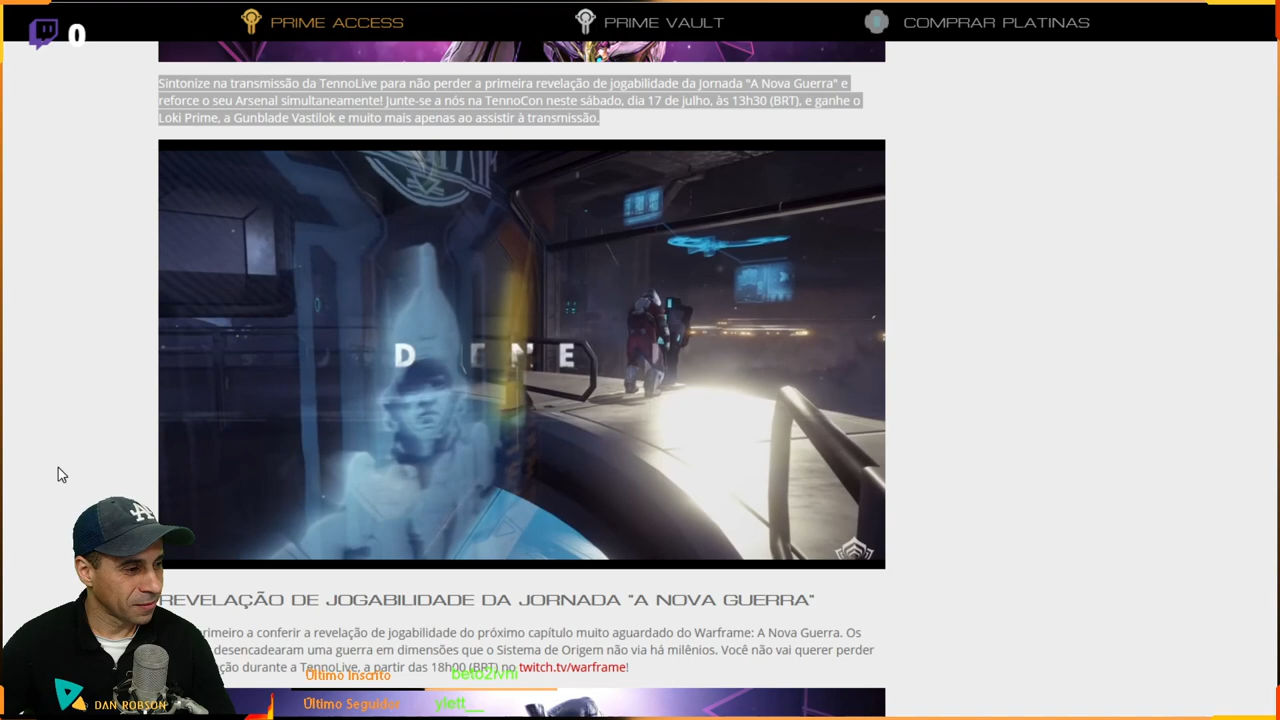 0
PRIME ACCESS
PRIME VAULT
COMPRAR PLATINAS
Sintonize na transmissão da TennoLive para não perder a primeira revelação de jogabilidade da Jornada "A Nova Guerra" e
reforce o seu Arsenal simultaneamente! Junte-se a nós na TennoCon neste sábado, dia 17 de julho, às 13h30 (BRT), e ganhe o
Loki Prime, a Gunblade Vastilok e muito mais apenas ao assistir à transmissão.
D E N E
REVELAÇÃO DE JOGABILIDADE DA JORNADA "A NOVA GUERRA"
primeiro a conferir a revelação de jogabilidade do próximo capítulo muito aguardado do Warframe: A Nova Guerra. Os
desencadearam uma guerra em dimensões que o Sistema de Origem não via há milênios. Você não vai querer perder
durante a TennoLive, a partir das 18h00 (BRT) no twitch.tv/warframe!
Último Inscrito
Último Seguidor ylett__
DAN ROBSON